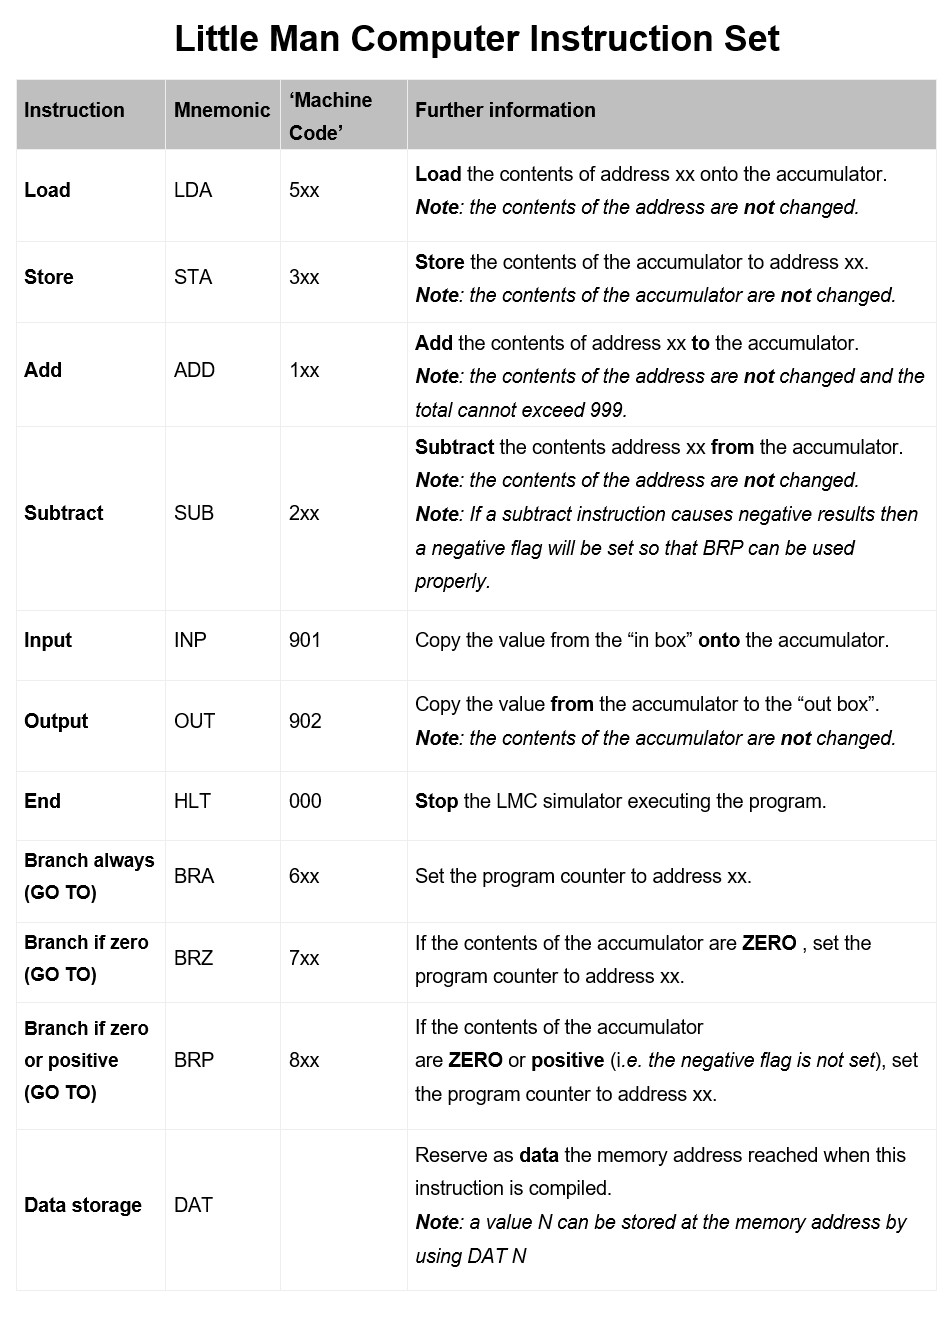 Little Man Computer Instruction Set
Instruction Mnemonic ‘Machine Code’ Further information
Load LDA 5xx Load the contents of address xx onto the accumulator.
Note: the contents of the address are not changed.
Store STA 3xx Store the contents of the accumulator to address xx.
Note: the contents of the accumulator are not changed.
Add ADD 1xx Add the contents of address xx to the accumulator.
Note: the contents of the address are not changed and the
total cannot exceed 999.
Subtract SUB 2xx Subtract the contents address xx from the accumulator.
Note: the contents of the address are not changed.
Note: If a subtract instruction causes negative results then
a negative flag will be set so that BRP can be used
properly.
Input INP 901 Copy the value from the “in box” onto the accumulator.
Output OUT 902 Copy the value from the accumulator to the “out box”.
Note: the contents of the accumulator are not changed.
End HLT 000 Stop the LMC simulator executing the program.
Branch always
(GO TO) BRA 6xx Set the program counter to address xx.
Branch if zero
(GO TO) BRZ 7xx If the contents of the accumulator are ZERO , set the
program counter to address xx.
Branch if zero
or positive
(GO TO) BRP 8xx If the contents of the accumulator
are ZERO or positive (i.e. the negative flag is not set), set
the program counter to address xx.
Data storage DAT Reserve as data the memory address reached when this
instruction is compiled.
Note: a value N can be stored at the memory address by
using DAT N